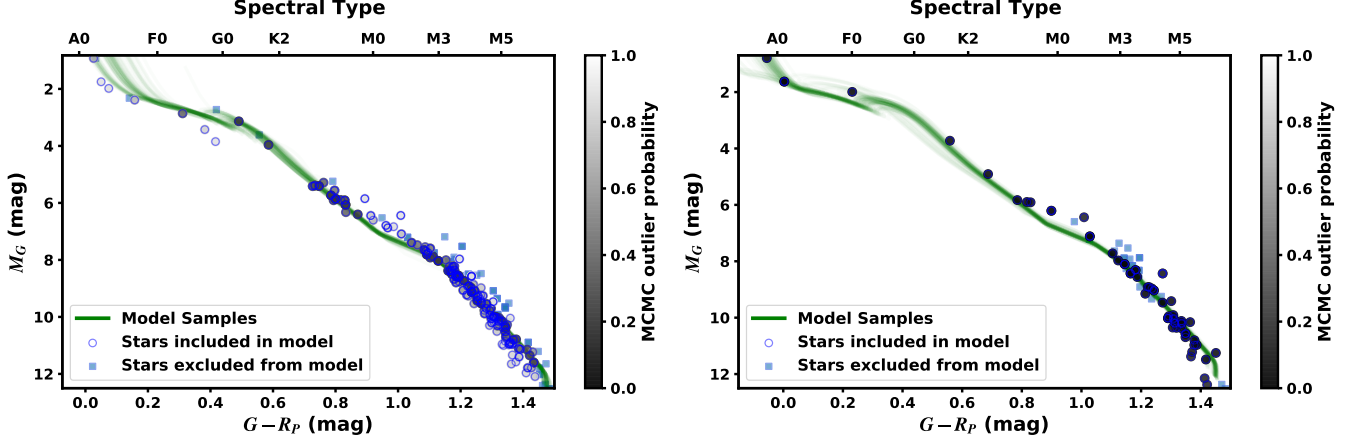 Spectral Type
A0 F0 G0 K2 M0 M3 M5
2
4
6
8
10
12
M_G (mag)
Model Samples
Stars included in model
Stars excluded from model
0.0 0.2 0.4 0.6 0.8 1.0 1.2 1.4
G − R_P (mag)
1.0
0.8
0.6
0.4
0.2
0.0
MCMC outlier probability
Spectral Type
A0 F0 G0 K2 M0 M3 M5
2
4
6
8
10
12
M_G (mag)
Model Samples
Stars included in model
Stars excluded from model
0.0 0.2 0.4 0.6 0.8 1.0 1.2 1.4
G − R_P (mag)
1.0
0.8
0.6
0.4
0.2
0.0
MCMC outlier probability